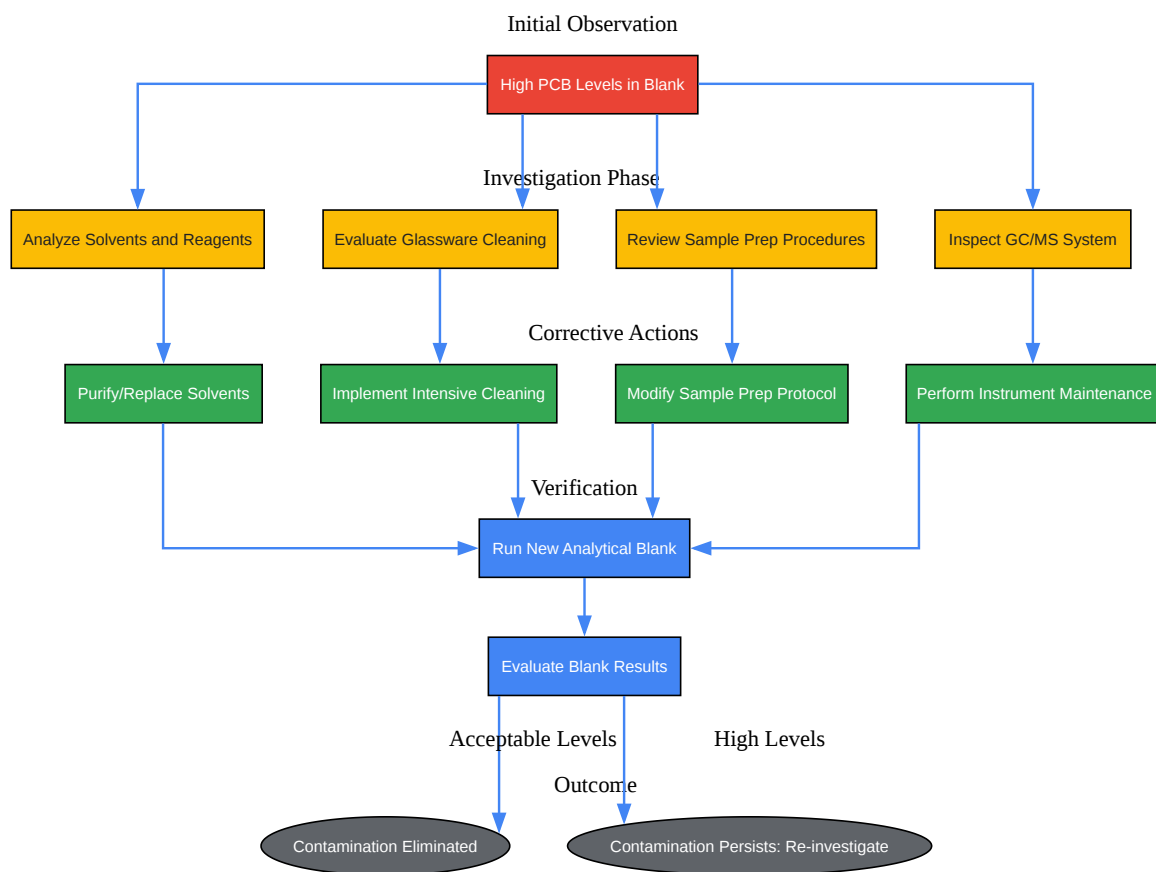 Initial Observation
High PCB Levels in Blank
Investigation Phase
Analyze Solvents and Reagents
Evaluate Glassware Cleaning
Review Sample Prep Procedures
Inspect GC/MS System
Corrective Actions
Purify/Replace Solvents
Implement Intensive Cleaning
Modify Sample Prep Protocol
Perform Instrument Maintenance
Verification
Run New Analytical Blank
Evaluate Blank Results
Acceptable Levels
High Levels
Outcome
Contamination Eliminated
Contamination Persists: Re-investigate